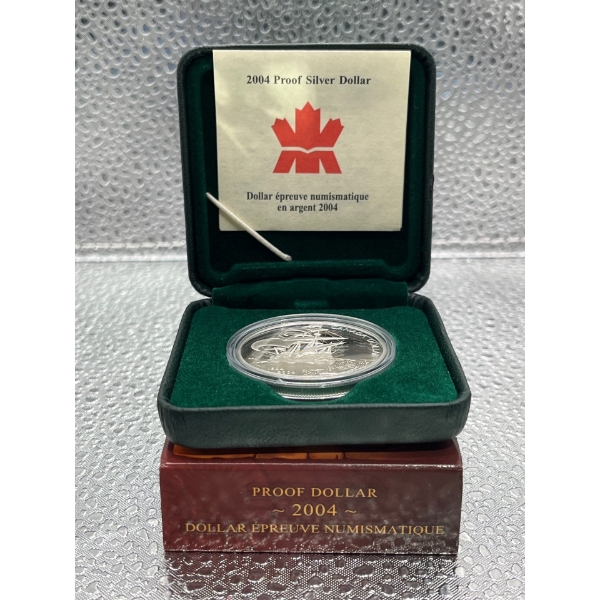 2004 Proof Silver Dollar
Dollar épreuve numismatique
en argent 2004
PROOF DOLLAR
~ 2004 ~
DOLLAR ÉPREUVE NUMISMATIQUE